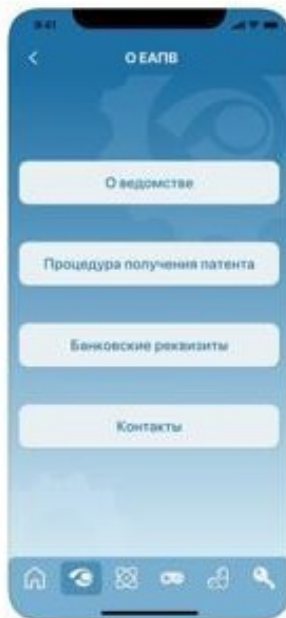 9:41
О ЕАПВ
О ведомстве
Процедура получения патента
Банковские реквизиты
Контакты